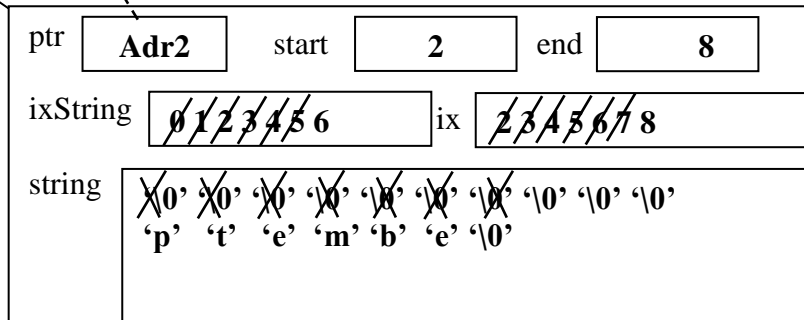 ptr Adr2 start 2 end 8
ixString 0 1 2 3 4 5 6 ix 2 3 4 5 6 7 8
string ‘\0’ ‘\0’ ‘\0’ ‘\0’ ‘\0’ ‘\0’ ‘\0’ ‘\0’ ‘\0’ ‘\0’
‘p’ ‘t’ ‘e’ ‘m’ ‘b’ ‘e’ ‘\0’